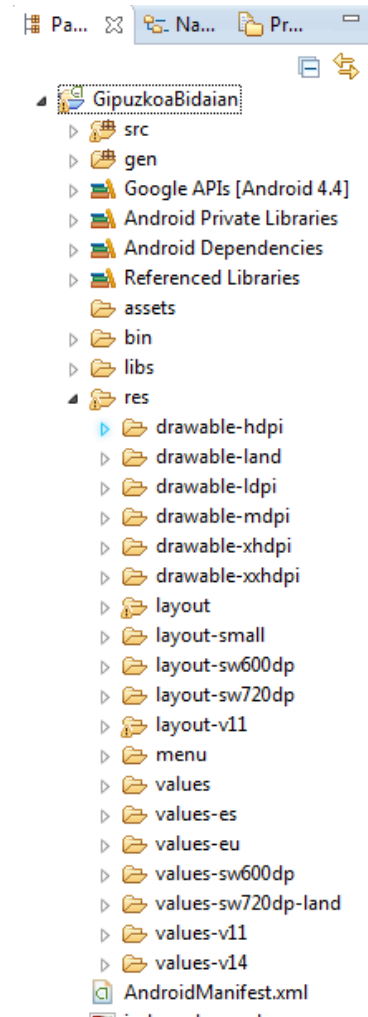 Pa... Na... Pr...
GipuzkoaBidaian
src
gen
Google APIs [Android 4.4]
Android Private Libraries
Android Dependencies
Referenced Libraries
assets
bin
libs
res
drawable-hdpi
drawable-land
drawable-ldpi
drawable-mdpi
drawable-xhdpi
drawable-xxhdpi
layout
layout-small
layout-sw600dp
layout-sw720dp
layout-v11
menu
values
values-es
values-eu
values-sw600dp
values-sw720dp-land
values-v11
values-v14
AndroidManifest.xml